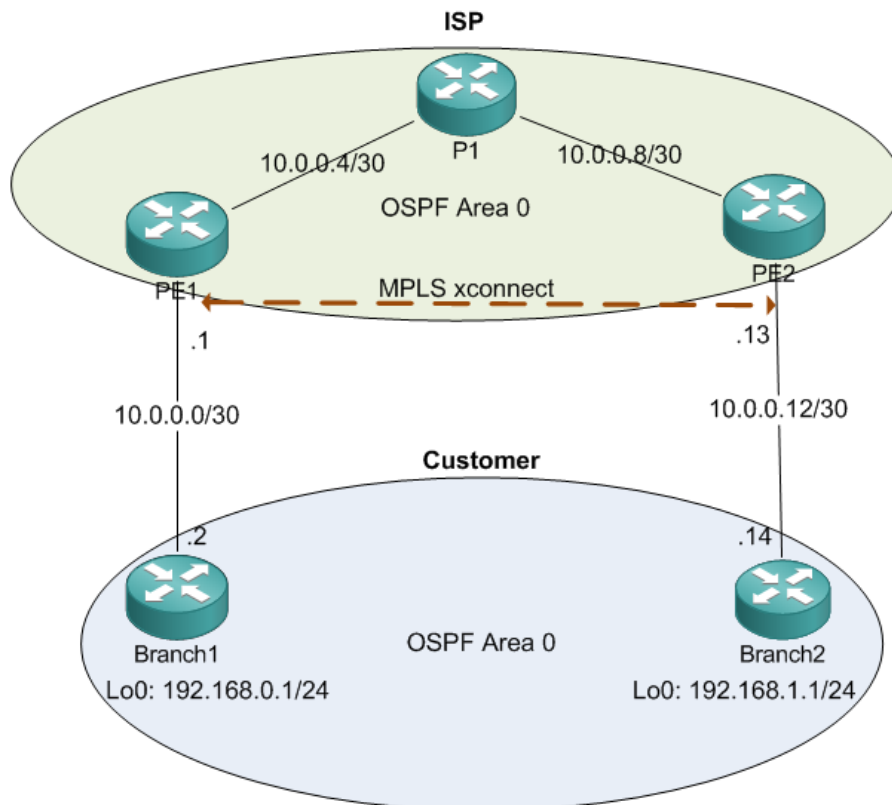 ISP
P1
10.0.0.4/30
10.0.0.8/30
OSPF Area 0
PE1
PE2
MPLS xconnect
.1
.13
10.0.0.0/30
10.0.0.12/30
Customer
.2
.14
OSPF Area 0
Branch1
Branch2
Lo0: 192.168.0.1/24
Lo0: 192.168.1.1/24